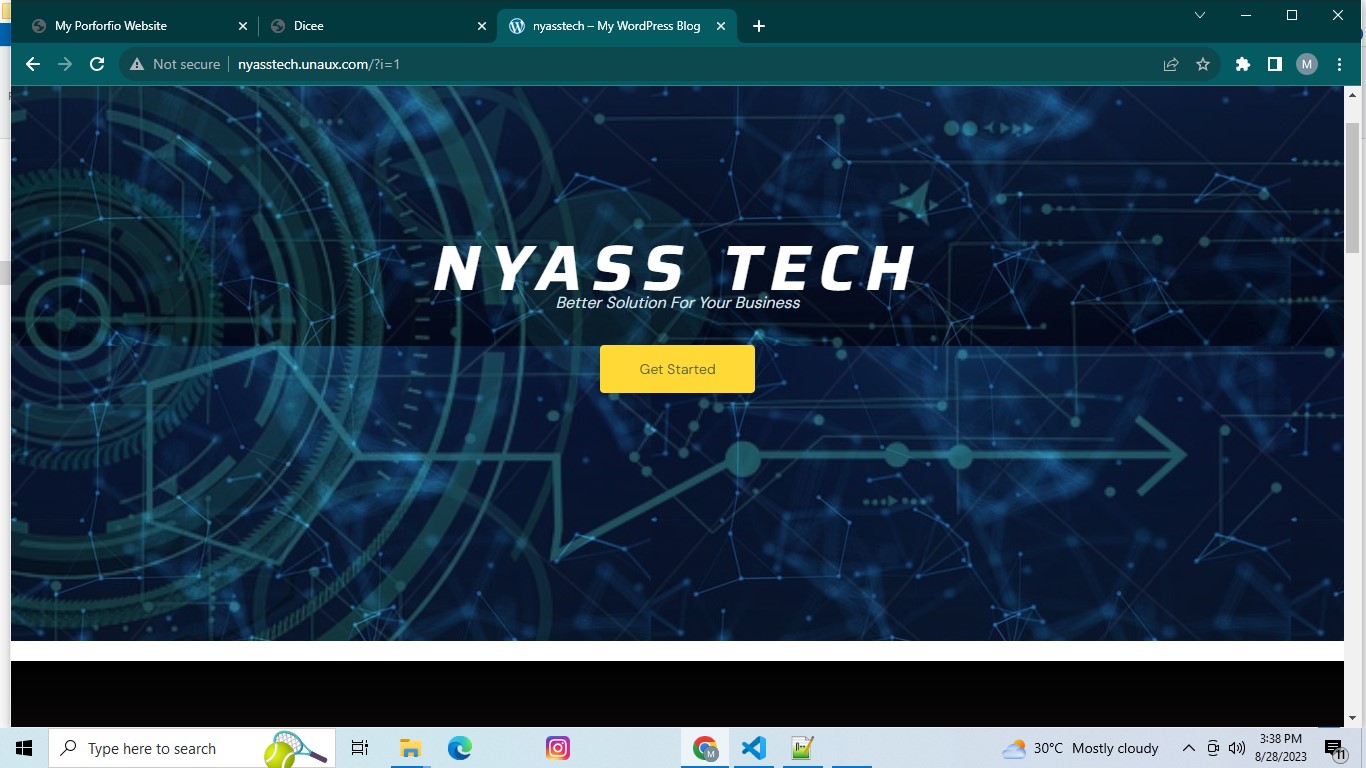 My Porforfio Website
Dicee
nyasstech – My WordPress Blog
Not secure
nyasstech.unaux.com/?i=1
M
NYASS TECH
Better Solution For Your Business
Get Started
Type here to search
M
30°C Mostly cloudy
3:38 PM
8/28/2023
11